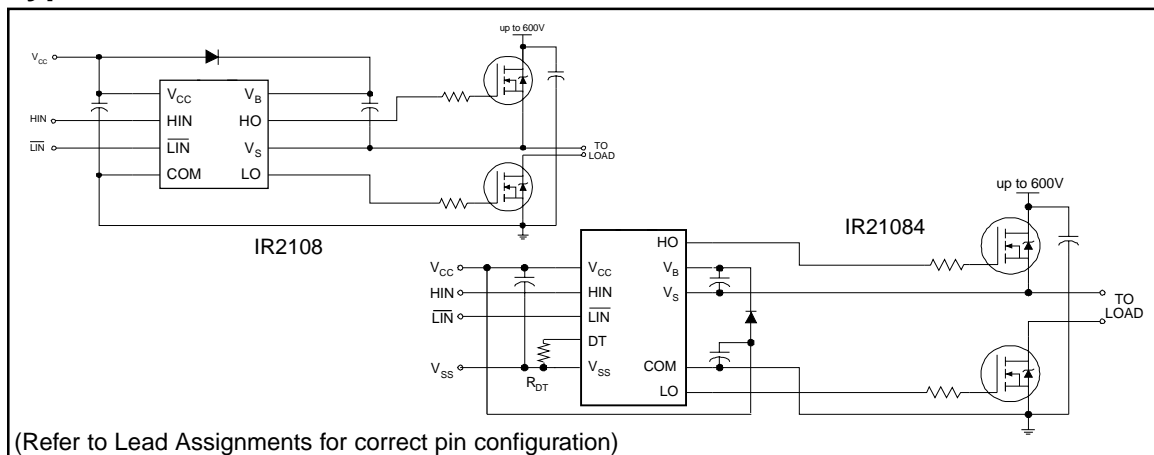 up to 600V
VCC
VCC
VB
HIN
HIN
HO
LIN
LIN
VS
TO
LOAD
COM
LO
IR2108
up to 600V
IR21084
HO
VCC
VCC
VB
HIN
HIN
VS
TO
LOAD
LIN
LIN
DT
VSS
VSS
COM
RDT
LO
(Refer to Lead Assignments for correct pin configuration)